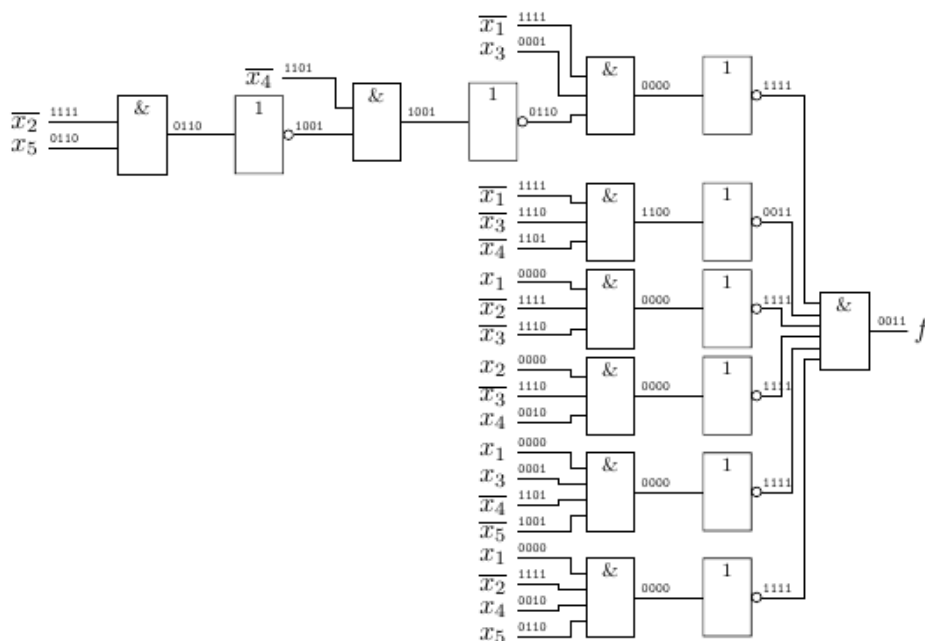 x̅₁ 1111
x₃ 0001
& 0000 1 1111
x̅₄ 1101
& 1001 1 0110
x̅₂ 1111
x₅ 0110
& 0110 1 1001
x̅₁ 1111
x̅₃ 1110
x̅₄ 1101
& 1100 1 0011
x₁ 0000
x̅₂ 1111
x̅₃ 1110
& 0000 1 1111
& 0011 f
x₂ 0000
x̅₃ 1110
x₄ 0010
& 0000 1 1111
x₁ 0000
x₃ 0001
x̅₄ 1101
x̅₅ 1001
& 0000 1 1111
x₁ 0000
x̅₂ 1111
x₄ 0010
x₅ 0110
& 0000 1 1111